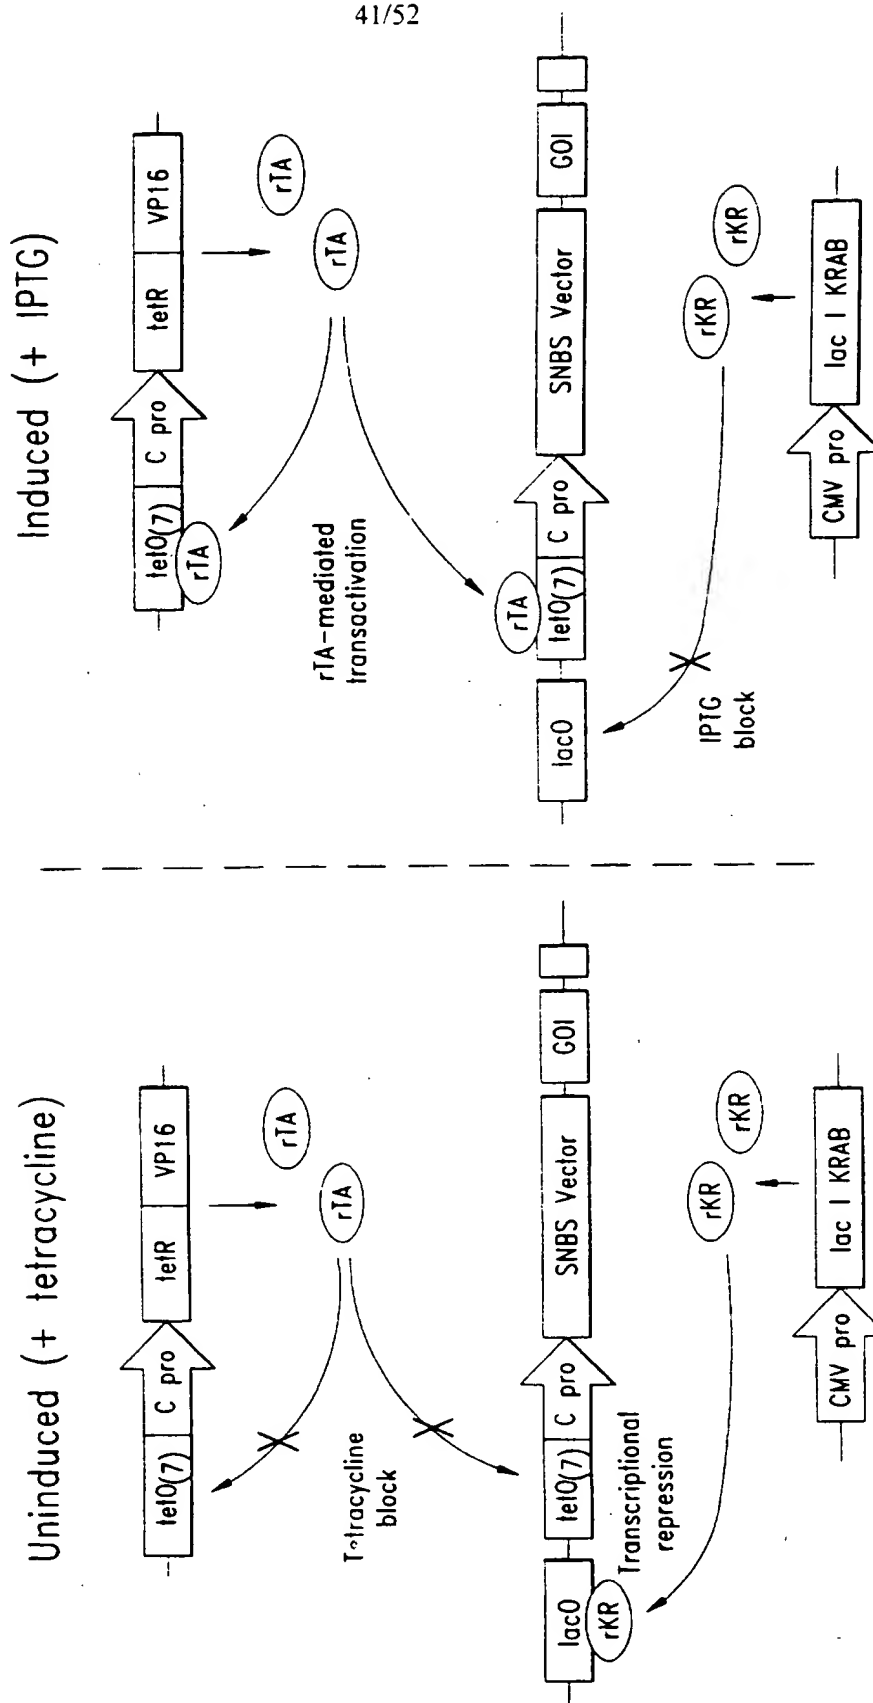 41/52
Uninduced (+ tetracycline)
tetO(7) C pro tetR VP16
rTA
rTA
Tetracycline
block
lacO tetO(7) C pro SNBS Vector GOI
rKR
Transcriptional
repression
rKR
rKR
CMV pro lac I KRAB
Induced (+ IPTG)
tetO(7) C pro tetR VP16
rTA
rTA
rTA
rTA-mediated
transactivation
rTA
lacO tetO(7) C pro SNBS Vector GOI
IPTG
block
rKR
rKR
CMV pro lac I KRAB